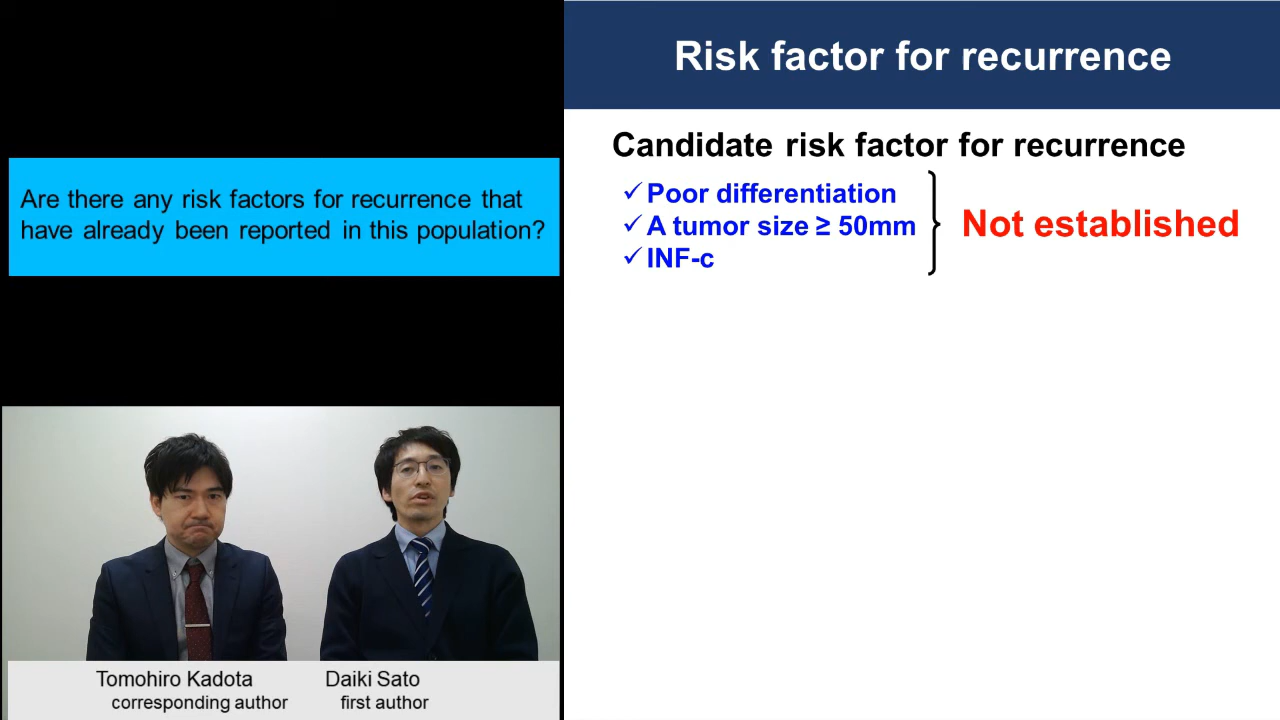 Are there any risk factors for recurrence that
have already been reported in this population?
Tomohiro Kadota
corresponding author
Daiki Sato
first author
Risk factor for recurrence
Candidate risk factor for recurrence
✓Poor differentiation
✓A tumor size ≥ 50mm
✓INF-c
Not established